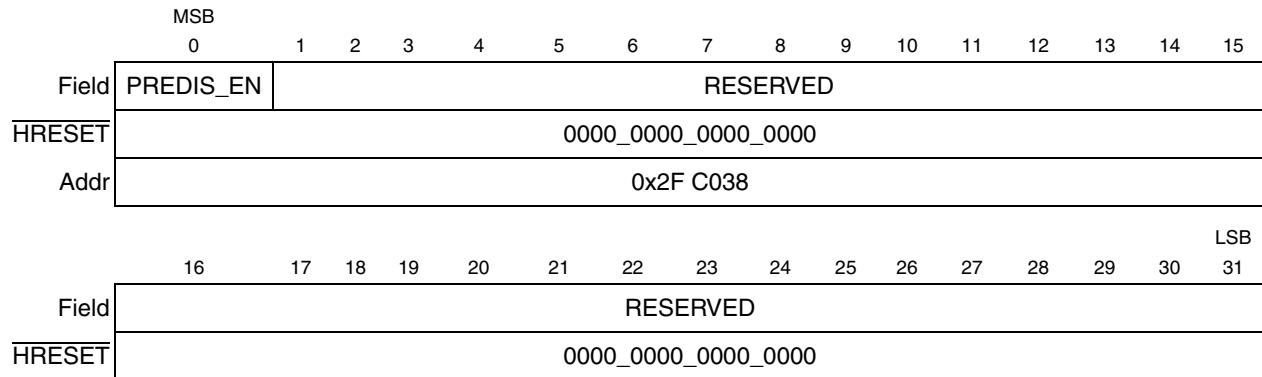 MSB
0 1 2 3 4 5 6 7 8 9 10 11 12 13 14 15
Field PREDIS_EN RESERVED
HRESET 0000_0000_0000_0000
Addr 0x2F C038
LSB
16 17 18 19 20 21 22 23 24 25 26 27 28 29 30 31
Field RESERVED
HRESET 0000_0000_0000_0000